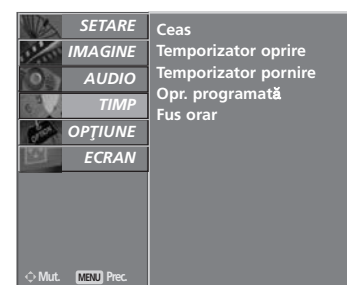 SETARE
IMAGINE
AUDIO
TIMP
OPŢIUNE
ECRAN
Ceas
Temporizator oprire
Temporizator pornire
Opr. programată
Fus orar
Mut. MENU Prec.